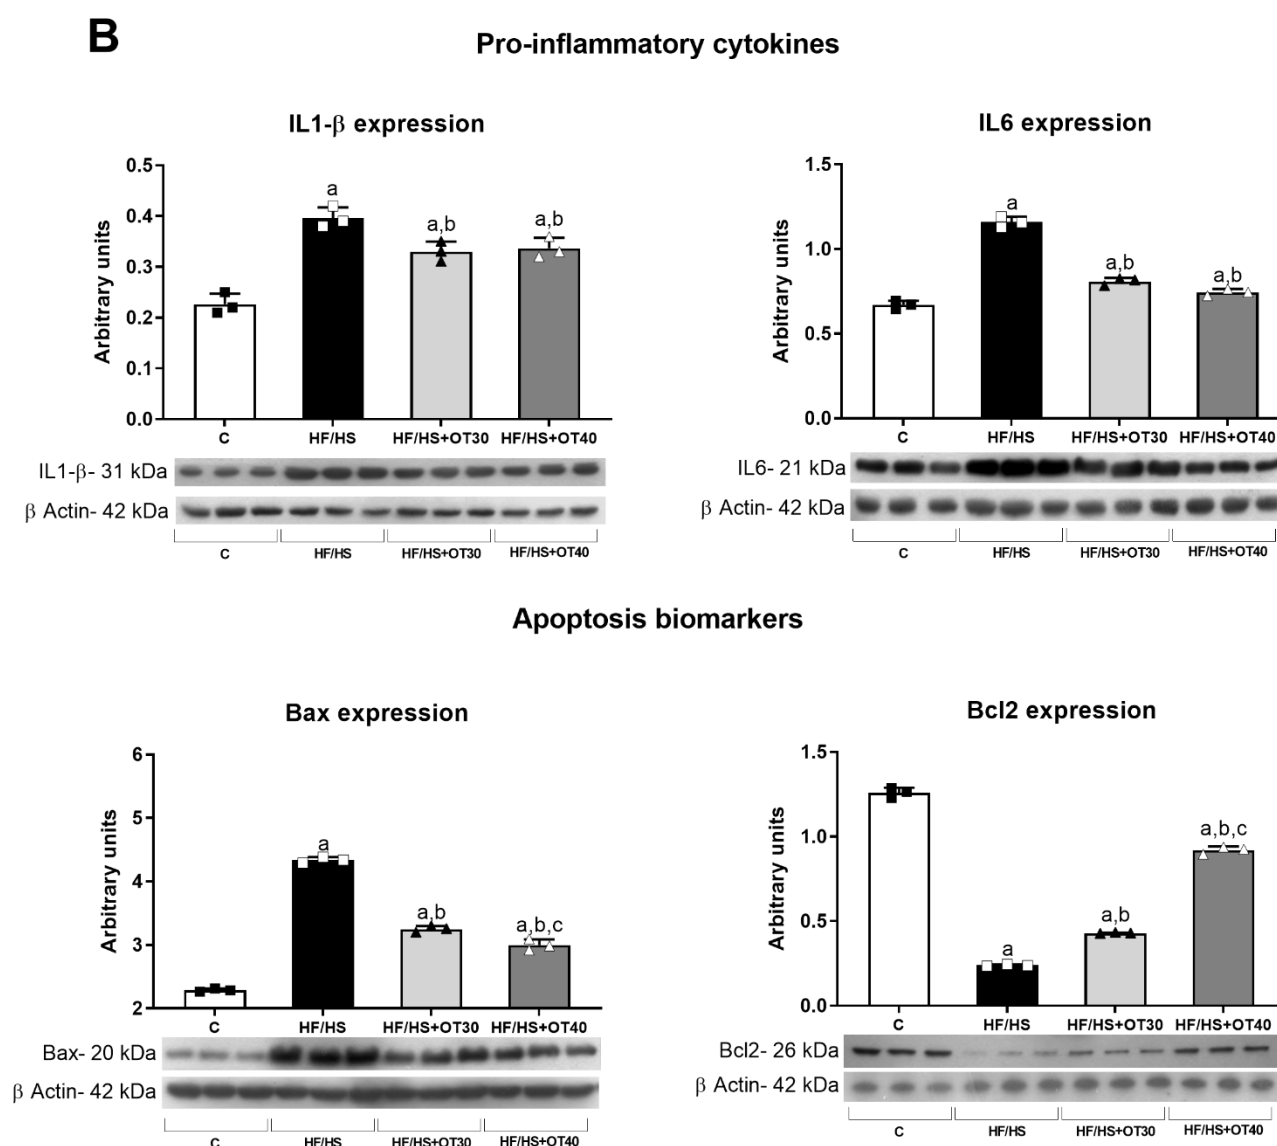 B
Pro-inflammatory cytokines
IL1-β expression
Arbitrary units
0.5
0.4
0.3
0.2
0.1
0.0
a
a,b
a,b
C HF/HS HF/HS+OT30 HF/HS+OT40
IL1-β- 31 kDa
β Actin- 42 kDa
C HF/HS HF/HS+OT30 HF/HS+OT40
IL6 expression
Arbitrary units
1.5
1.0
0.5
0.0
a
a,b
a,b
C HF/HS HF/HS+OT30 HF/HS+OT40
IL6- 21 kDa
β Actin- 42 kDa
C HF/HS HF/HS+OT30 HF/HS+OT40
Apoptosis biomarkers
Bax expression
Arbitrary units
6
5
4
3
2
a
a,b
a,b,c
C HF/HS HF/HS+OT30 HF/HS+OT40
Bax- 20 kDa
β Actin- 42 kDa
C HF/HS HF/HS+OT30 HF/HS+OT40
Bcl2 expression
Arbitrary units
1.5
1.0
0.5
0.0
a
a,b
a,b,c
C HF/HS HF/HS+OT30 HF/HS+OT40
Bcl2- 26 kDa
β Actin- 42 kDa
C HF/HS HF/HS+OT30 HF/HS+OT40